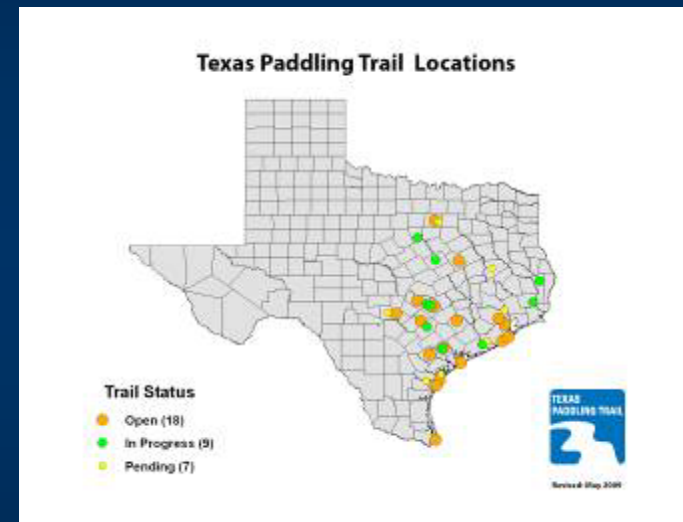 Texas Paddling Trail Locations
Trail Status
Open (18)
In Progress (9)
Pending (7)
TEXAS
PADDLING TRAIL
Revised May 2009